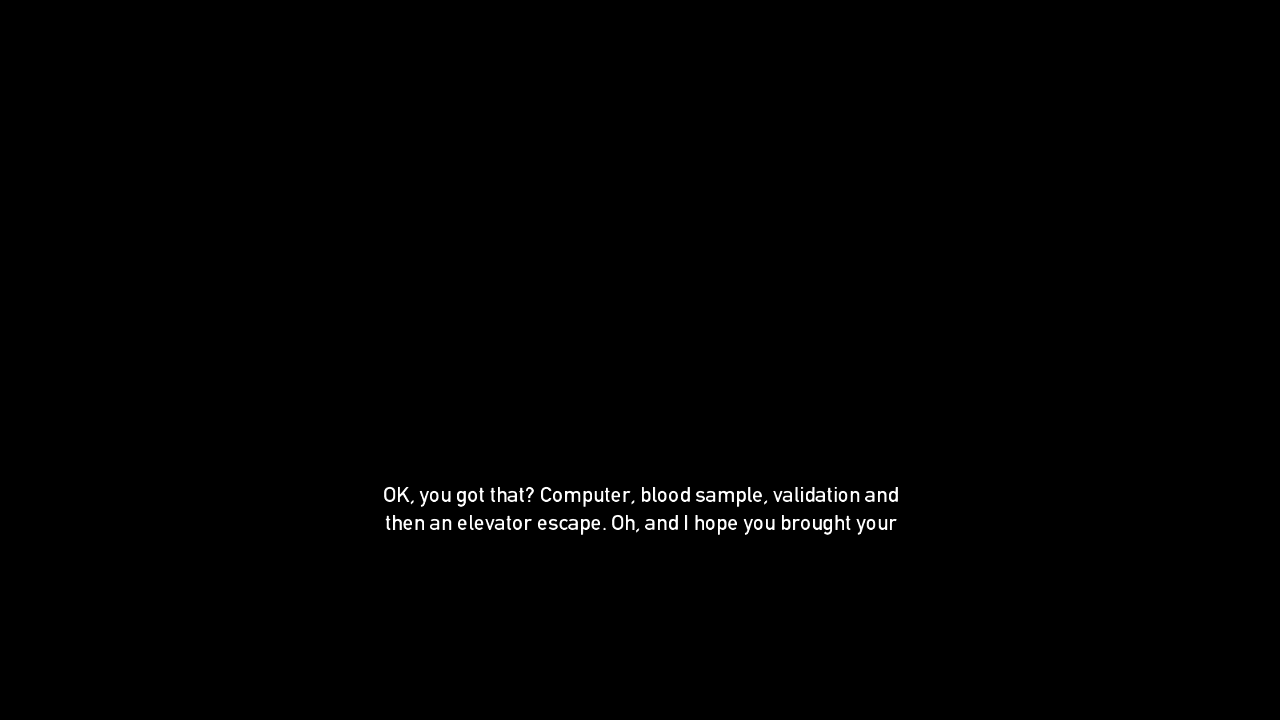 OK, you got that? Computer, blood sample, validation and
then an elevator escape. Oh, and I hope you brought your